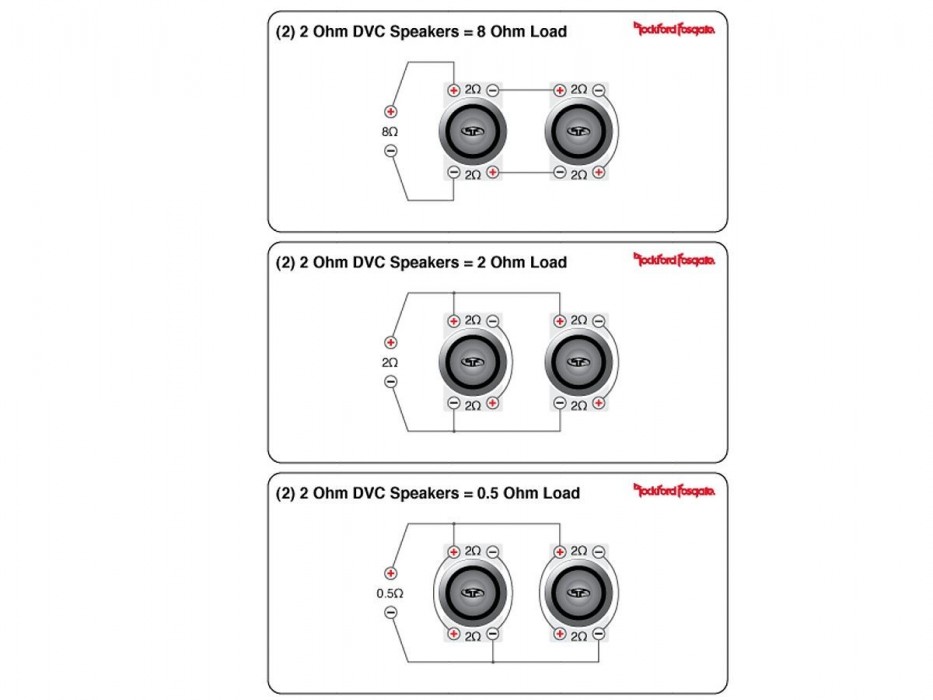 (2) 2 Ohm DVC Speakers = 8 Ohm Load
Rockford Fosgate
+ 2Ω − + 2Ω −
+
8Ω
−
− 2Ω + − 2Ω +
(2) 2 Ohm DVC Speakers = 2 Ohm Load
Rockford Fosgate
+ 2Ω − + 2Ω −
+
2Ω
−
− 2Ω + − 2Ω +
(2) 2 Ohm DVC Speakers = 0.5 Ohm Load
Rockford Fosgate
+ 2Ω − + 2Ω −
+
0.5Ω
−
+ 2Ω − + 2Ω −